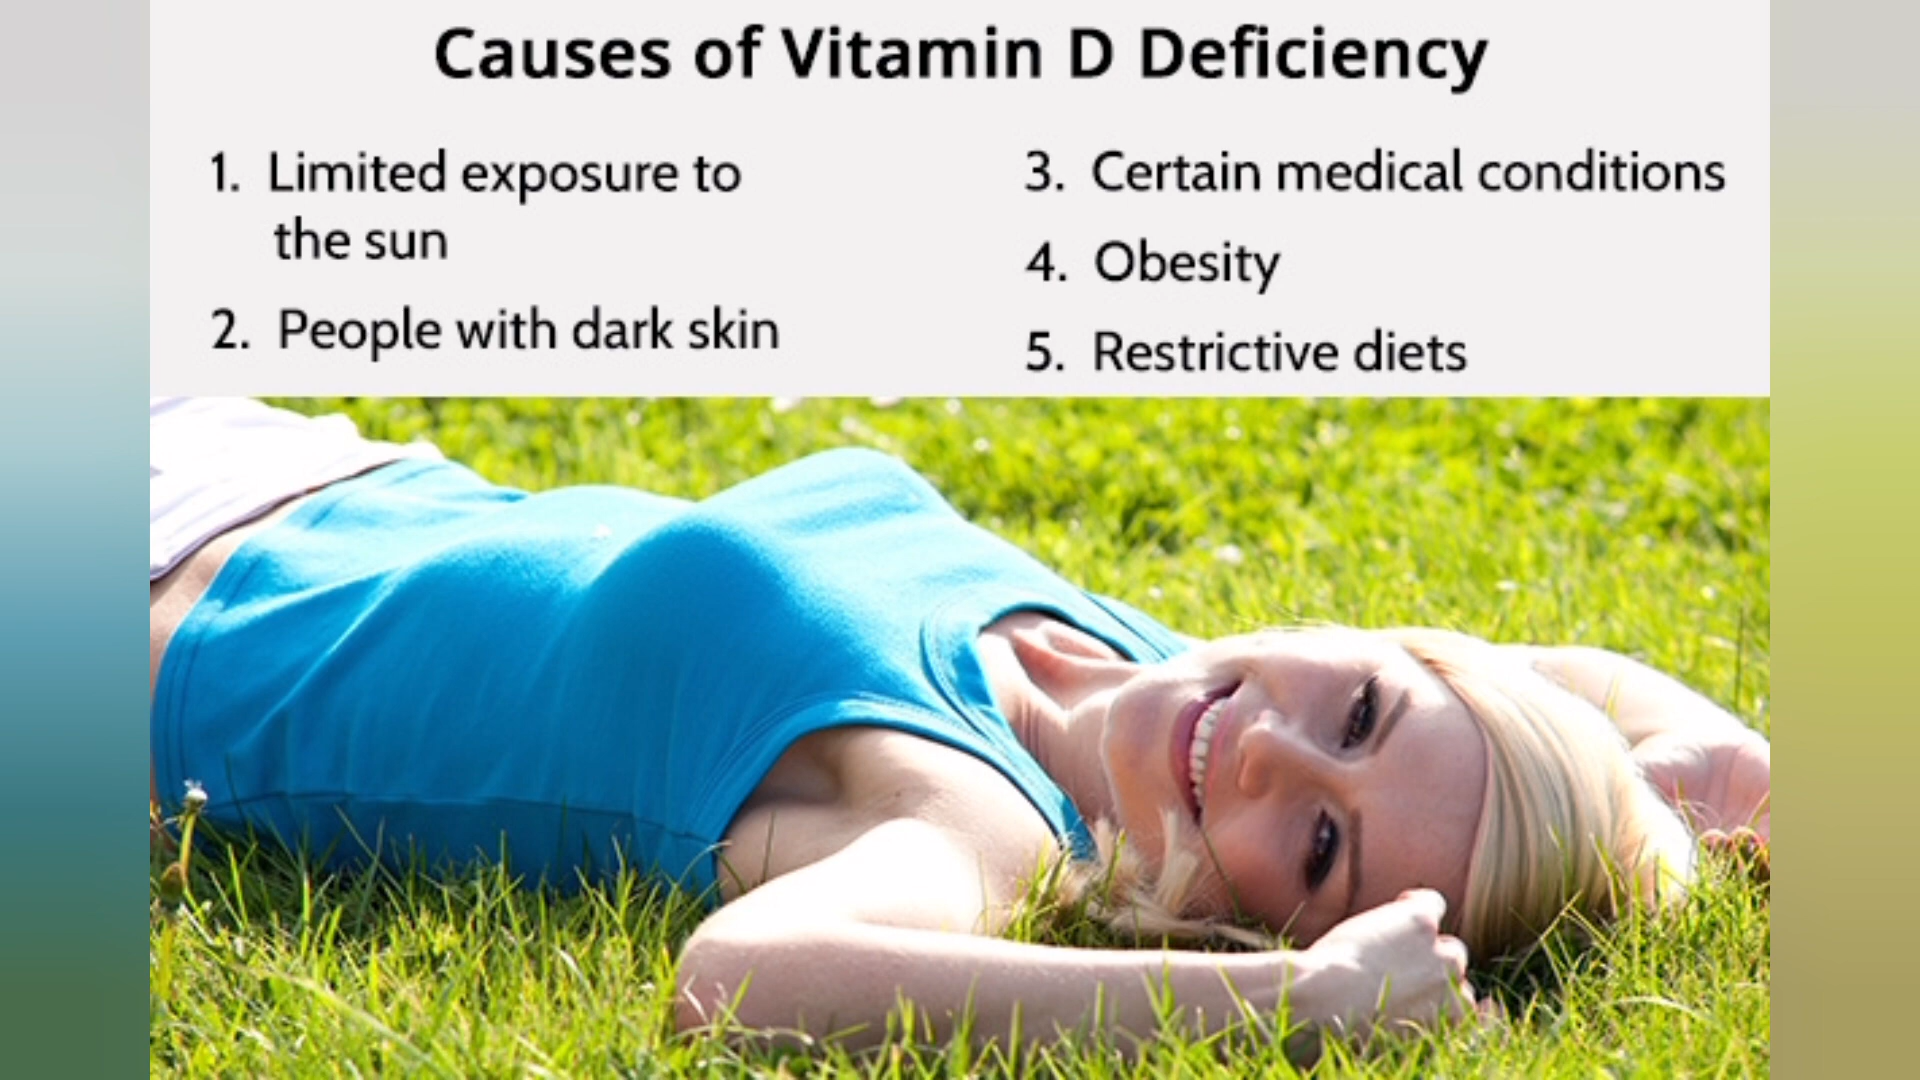 Causes of Vitamin D Deficiency
1. Limited exposure to
the sun
2. People with dark skin
3. Certain medical conditions
4. Obesity
5. Restrictive diets